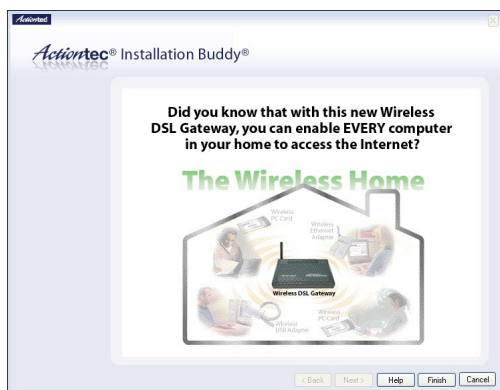 Actiontec
Actiontec® Installation Buddy®
Did you know that with this new Wireless
DSL Gateway, you can enable EVERY computer
in your home to access the Internet?
The Wireless Home
Wireless
PC Card
Wireless
Ethernet
Adapter
Wireless DSL Gateway
Wireless
USB Adapter
Wireless
PC Card
< Back
Next >
Help
Finish
Cancel